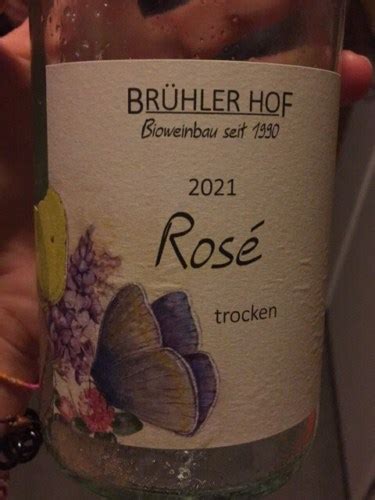 BRÜHLER HOF
Bioweinbau seit 1990
2021
Rosé
trocken